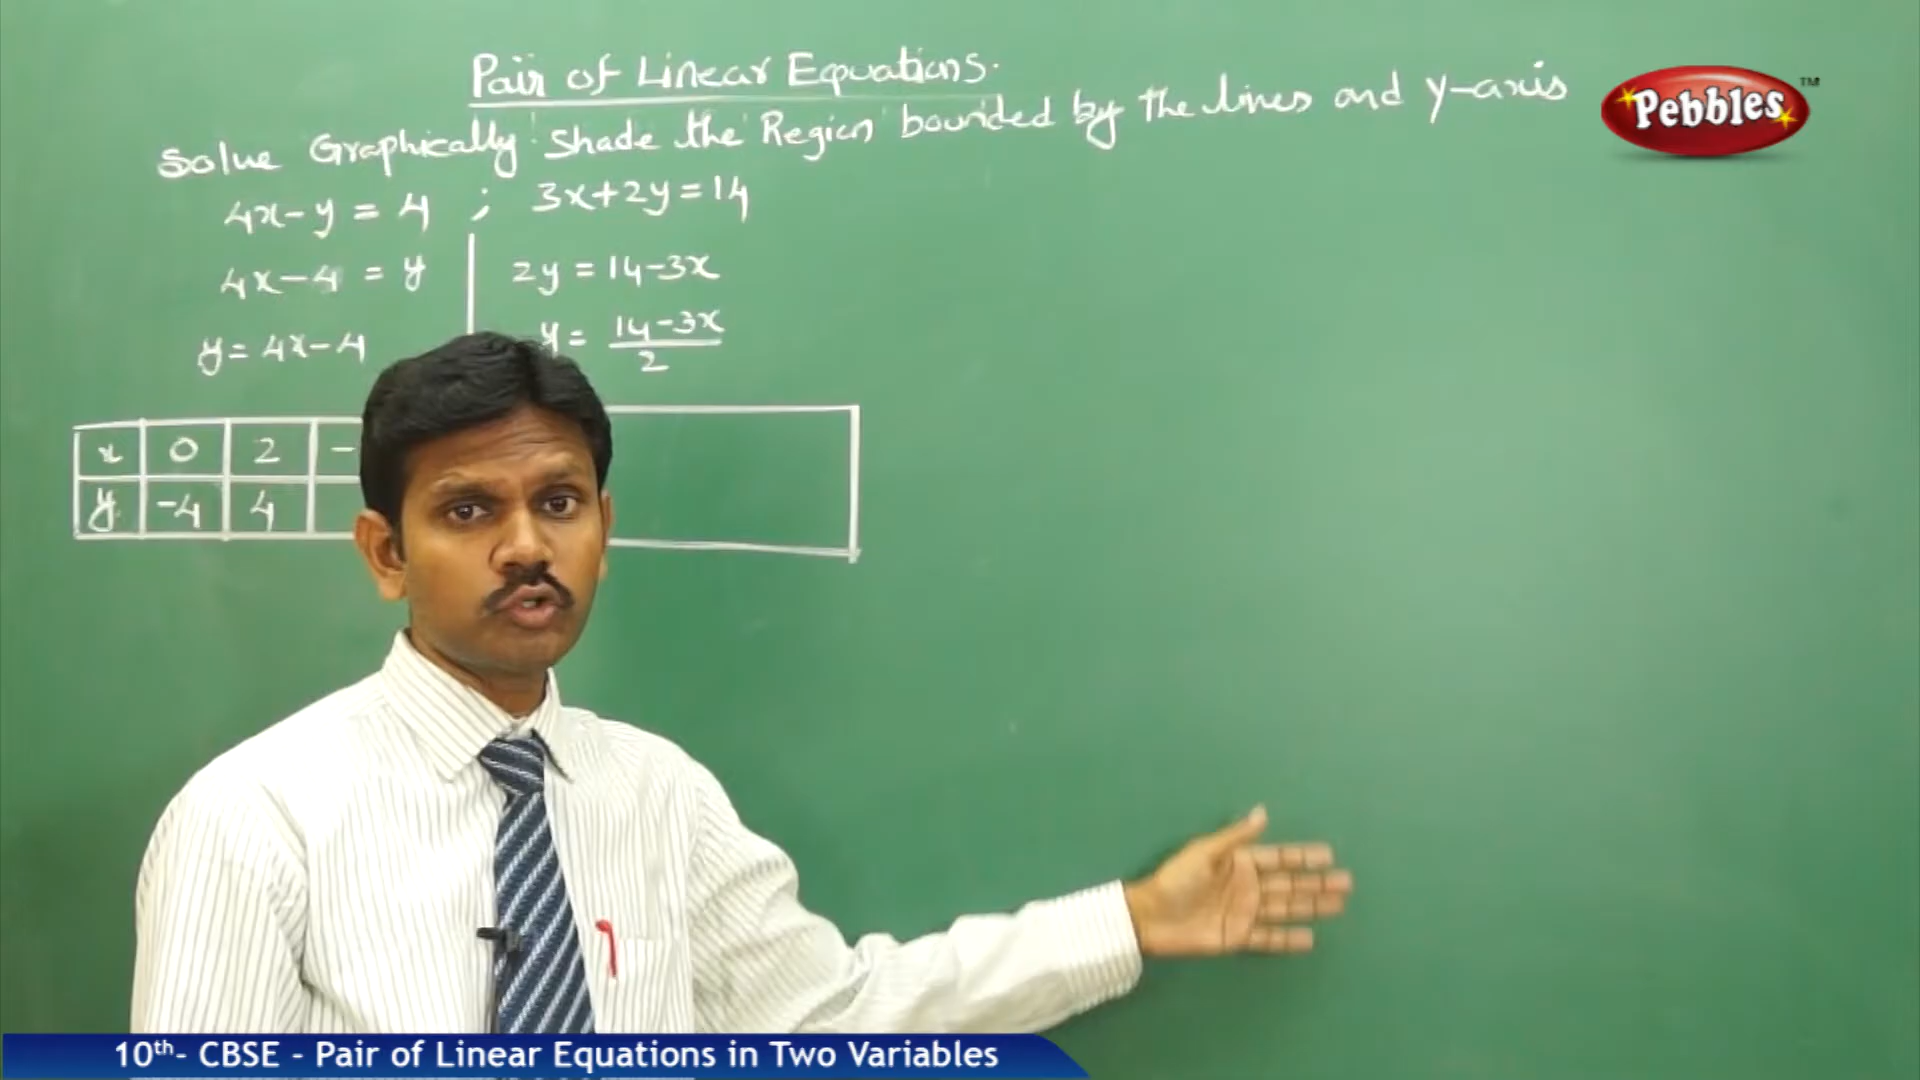 Pair of Linear Equations.
Solve Graphically. Shade the Region bounded by the lines and y-axis
4x-y = 4 ; 3x+2y=14
4x-4 = y 2y = 14-3x
y = 4x-4 y = 14-3x
2
x 0 2 -
y -4 4
Pebbles ™
10th- CBSE - Pair of Linear Equations in Two Variables